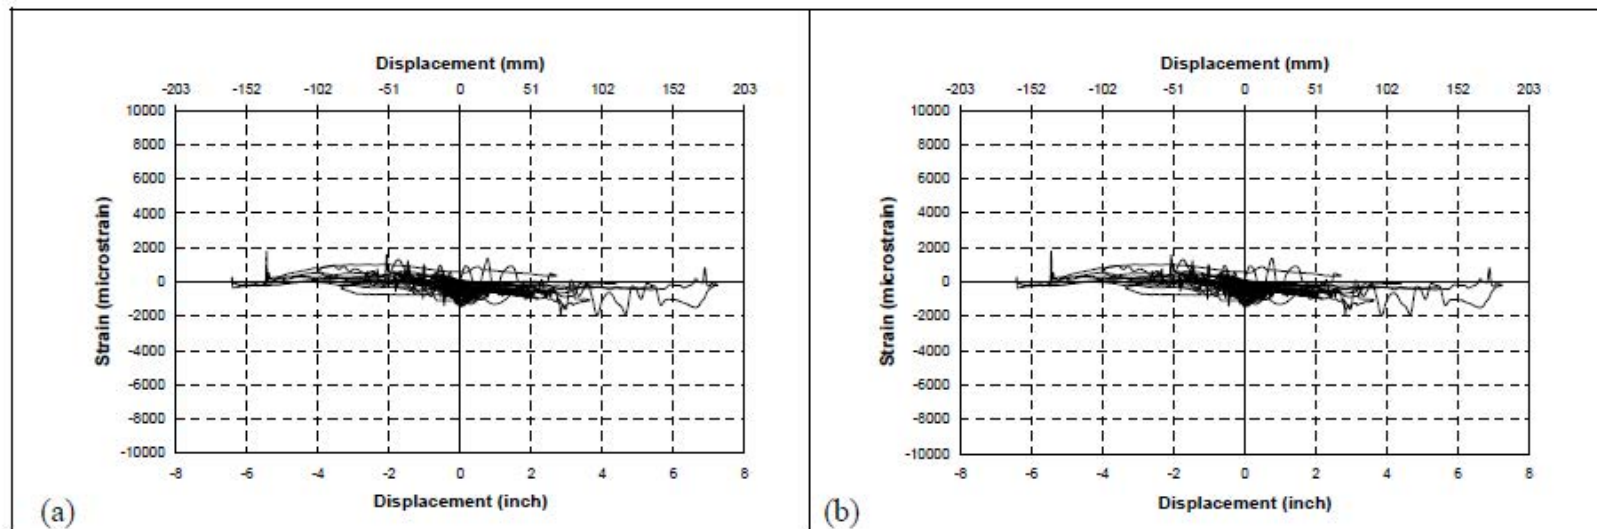 Displacement (mm)
-203 -152 -102 -51 0 51 102 152 203
10000
8000
6000
4000
2000
0
-2000
-4000
-6000
-8000
-10000
Strain (microstrain)
-8 -6 -4 -2 0 2 4 6 8
Displacement (inch)
(a)
Displacement (mm)
-203 -152 -102 -51 0 51 102 152 203
10000
8000
6000
4000
2000
0
-2000
-4000
-6000
-8000
-10000
Strain (microstrain)
-8 -6 -4 -2 0 2 4 6 8
Displacement (inch)
(b)